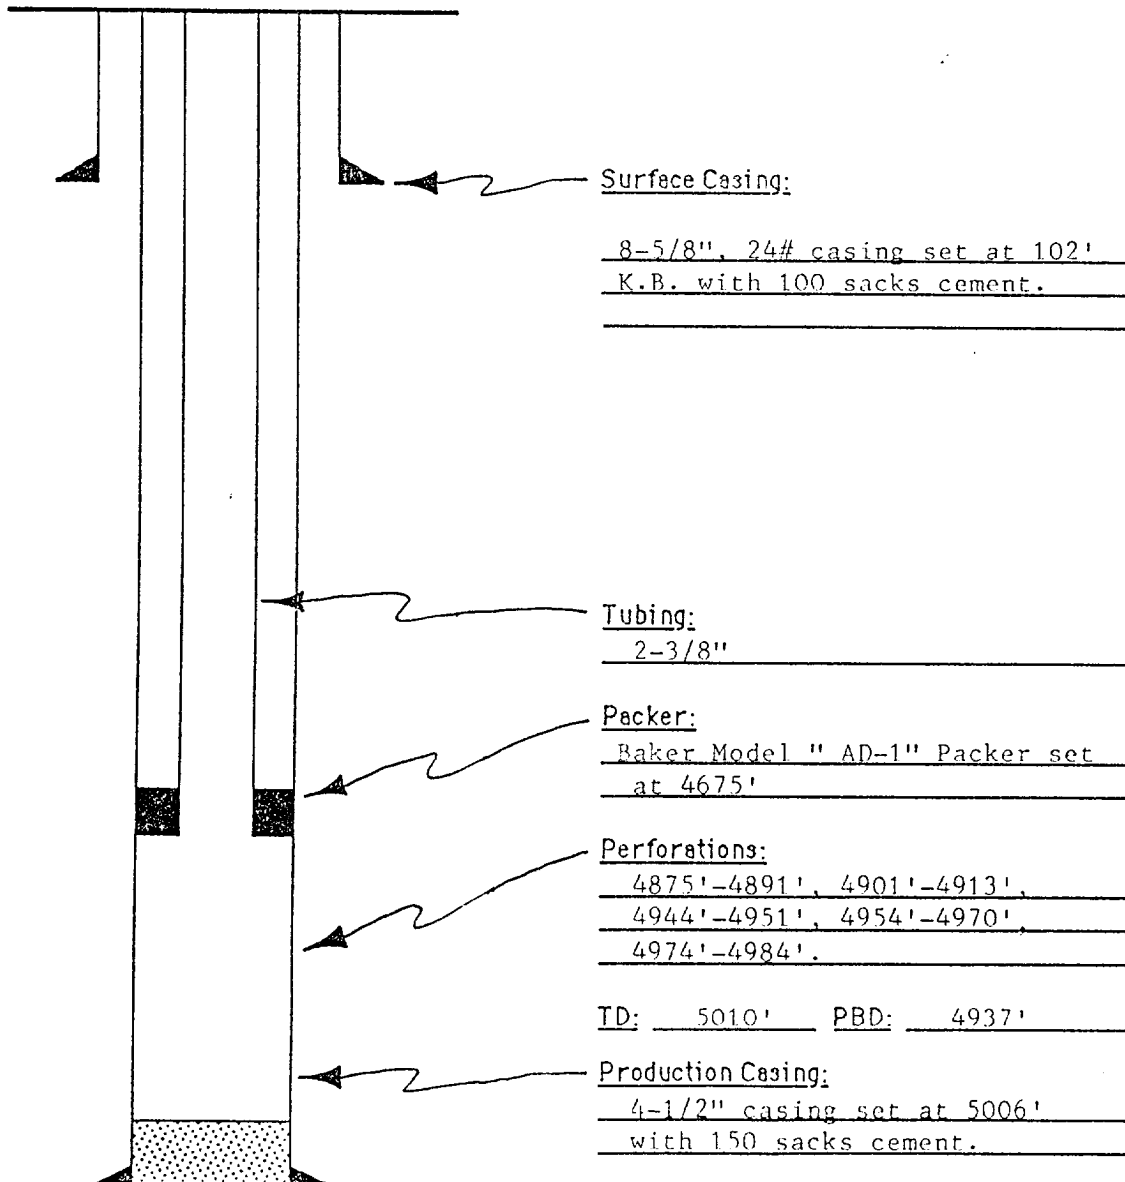 Surface Casing:
8-5/8", 24# casing set at 102'
K.B. with 100 sacks cement.
Tubing:
2-3/8"
Packer:
Baker Model " AD-1" Packer set
at 4675'
Perforations:
4875'-4891', 4901'-4913',
4944'-4951', 4954'-4970',
4974'-4984'.
TD: 5010' PBD: 4937'
Production Casing:
4-1/2" casing set at 5006'
with 150 sacks cement.